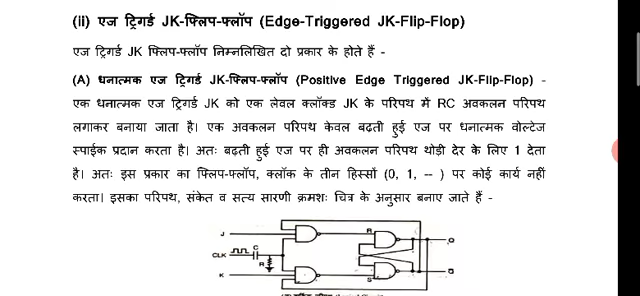 (ii) एज ट्रिगर्ड JK-फ्लिप-फ्लॉप (Edge-Triggered JK-Flip-Flop)
एज ट्रिगर्ड JK फ्लिप-फ्लॉप निम्नलिखित दो प्रकार के होते हैं -
(A) धनात्मक एज ट्रिगर्ड JK-फ्लिप-फ्लॉप (Positive Edge Triggered JK-Flip-Flop) -
एक धनात्मक एज ट्रिगर्ड JK को एक लेवल क्लॉक्ड JK के परिपथ में RC अवकलन परिपथ
लगाकर बनाया जाता है। एक अवकलन परिपथ केवल बढती हुई एज पर धनात्मक वोल्टेज
स्पाईक प्रदान करता है। अतः बढती हुई एज पर ही अवकलन परिपथ थोड़ी देर के लिए 1 देता
है। अतः इस प्रकार का फ्लिप-फ्लॉप, क्लॉक के तीन हिस्सों (0, 1, -- ) पर कोई कार्य नहीं
करता। इसका परिपथ, संकेत व सत्य सारणी क्रमशः चित्र के अनुसार बनाए जाते हैं -
J
R
Q
CLK
C
R
K
S
Q̅